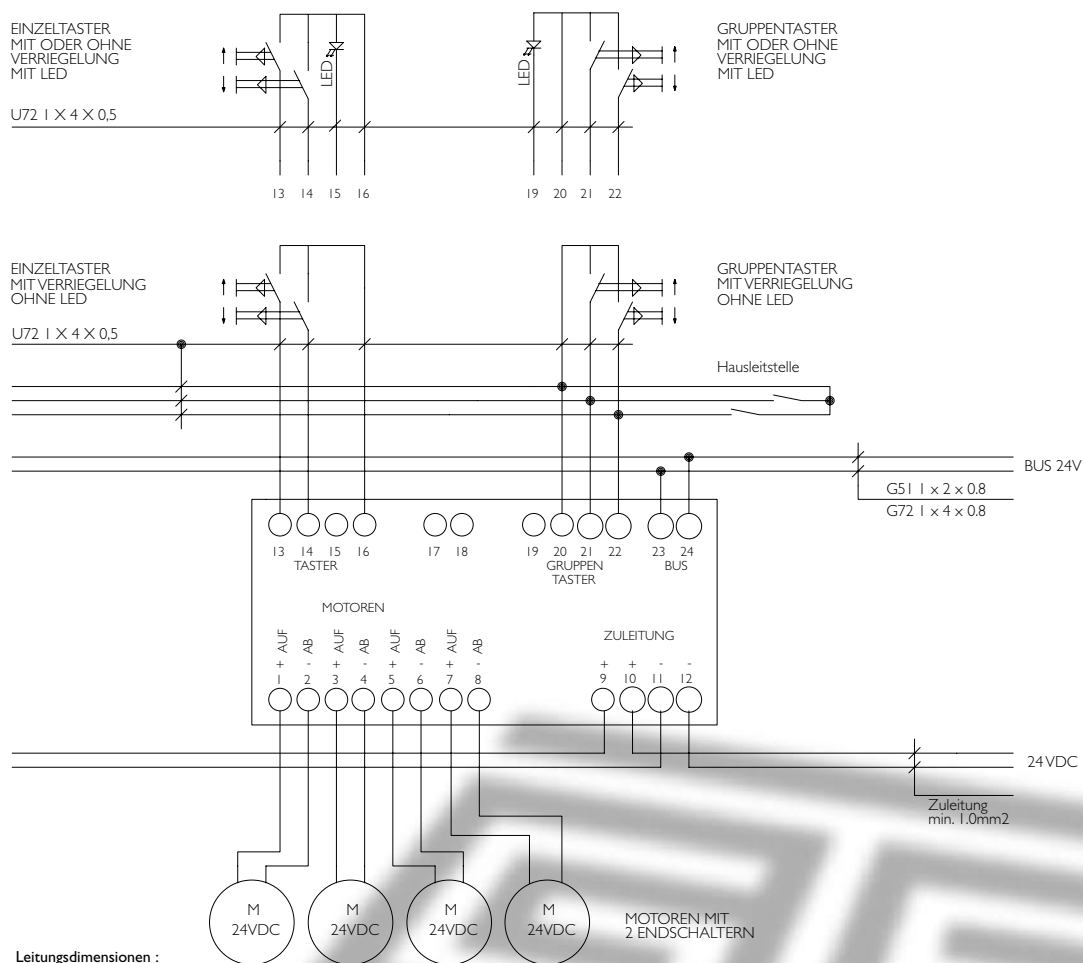 EINZELTASTER
MIT ODER OHNE
VERRIEGELUNG
MIT LED
LED
LED
GRUPPENTASTER
MIT ODER OHNE
VERRIEGELUNG
MIT LED
U72 1 X 4 X 0,5
13 14 15 16
19 20 21 22
EINZELTASTER
MIT VERRIEGELUNG
OHNE LED
GRUPPENTASTER
MIT VERRIEGELUNG
OHNE LED
U72 1 X 4 X 0,5
Hausleitstelle
BUS 24V
G51 1 x 2 x 0.8
G72 1 x 4 x 0.8
13 14 15 16 17 18 19 20 21 22 23 24
TASTER
GRUPPEN
TASTER
BUS
MOTOREN
ZULEITUNG
AUF AB AUF AB AUF AB AUF AB
+ - + - + - + - + + - -
1 2 3 4 5 6 7 8 9 10 11 12
24VDC
Zuleitung
min. 1.0mm2
M M M M
24VDC 24VDC 24VDC 24VDC
MOTOREN MIT
2 ENDSCHALTERN
Leitungsdimensionen :